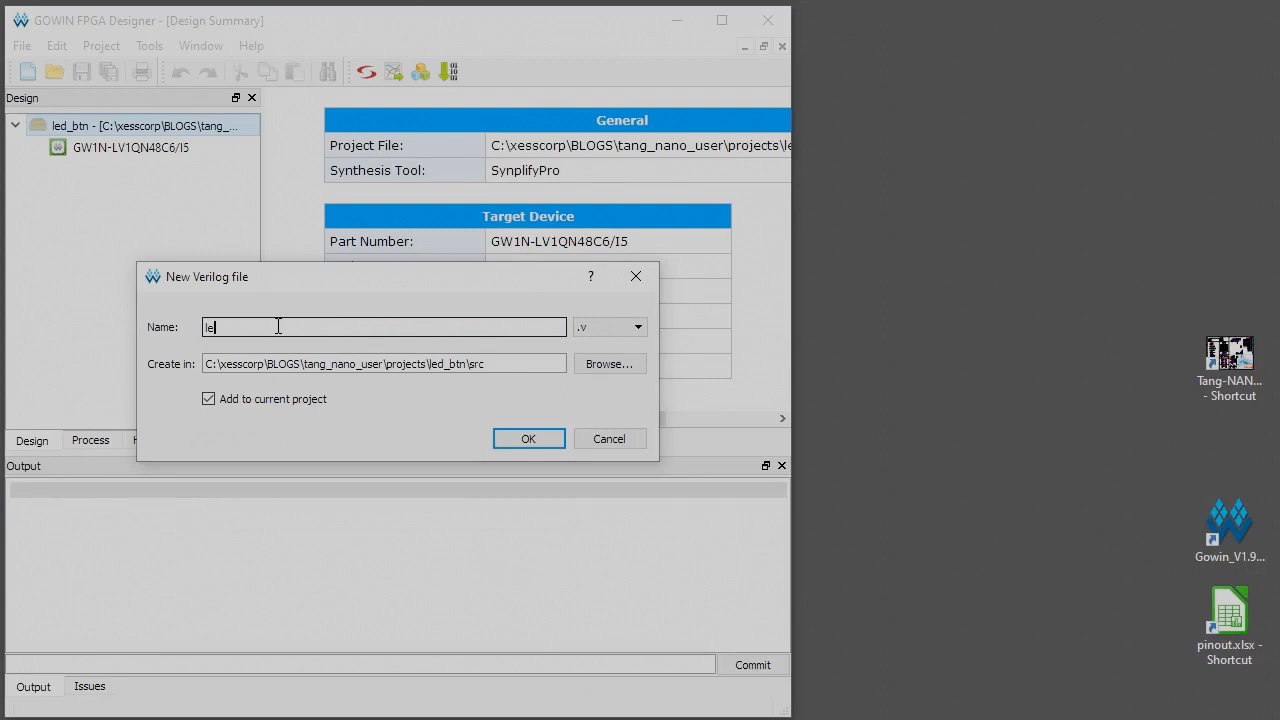 GOWIN FPGA Designer - [Design Summary]
File Edit Project Tools Window Help
Design
led_btn - [C:\xesscorp\BLOGS\tang_...
GW1N-LV1QN48C6/I5
General
Project File: C:\xesscorp\BLOGS\tang_nano_user\projects\le
Synthesis Tool: SynplifyPro
Target Device
Part Number: GW1N-LV1QN48C6/I5
New Verilog file
?
Name: le .v
Create in: C:\xesscorp\BLOGS\tang_nano_user\projects\led_btn\src Browse...
Add to current project
OK Cancel
Design Process
Output
Commit
Output Issues
Tang-NAN...
- Shortcut
Gowin_V1.9...
pinout.xlsx -
Shortcut